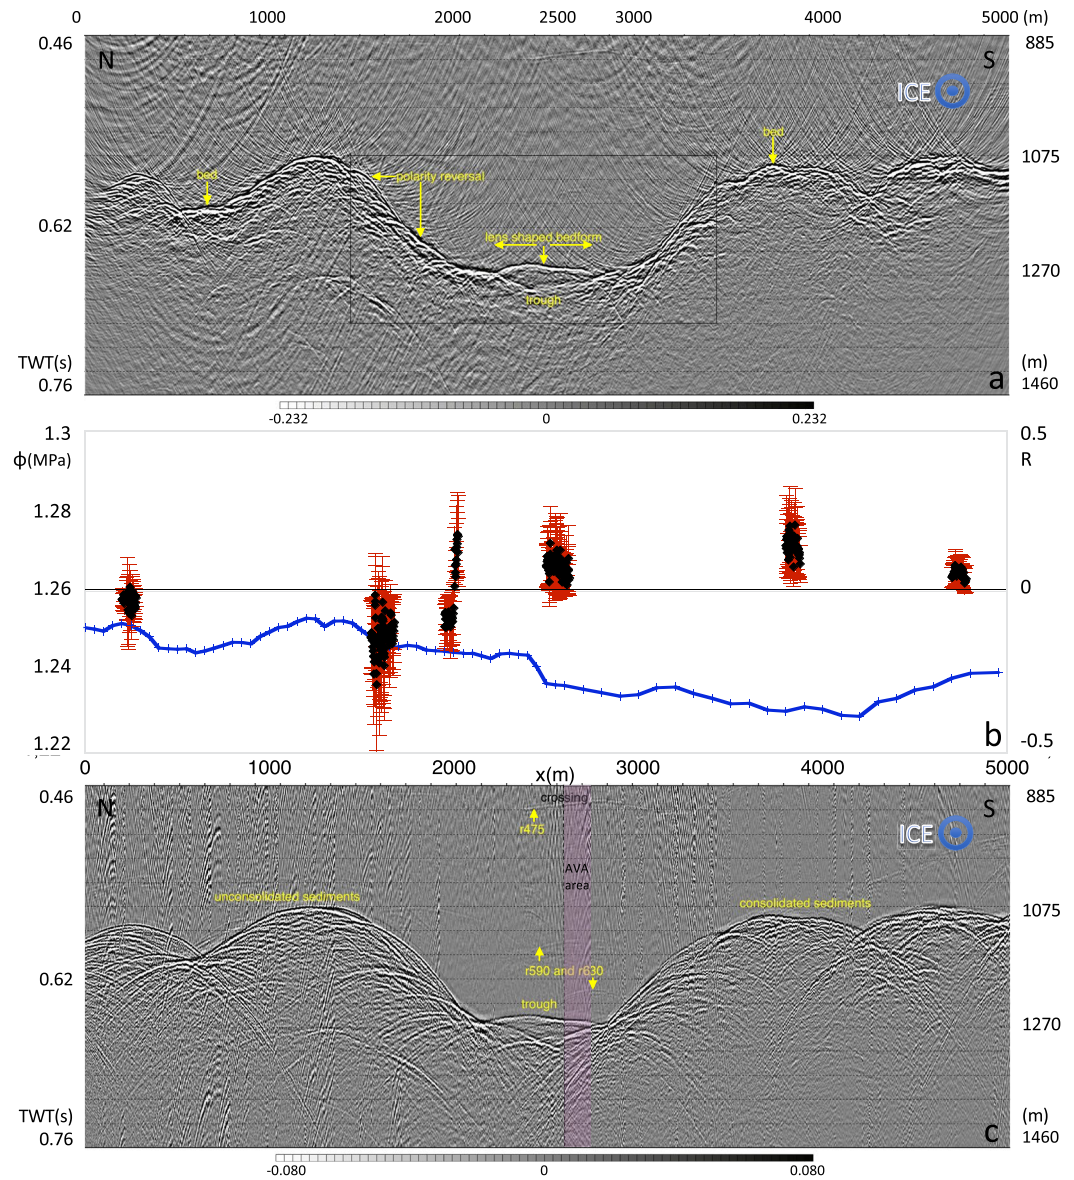 0 1000 2000 2500 3000 4000 5000 (m)
0.46 885
N S
ICE
bed
1075
bed
polarity reversal
0.62
lens shaped bedform
1270
trough
TWT(s) (m)
0.76 a 1460
-0.232 0 0.232
1.3 0.5
ϕ(MPa) R
1.28
1.26 0
1.24
1.22 b -0.5
0 1000 2000 x(m) 3000 4000 5000
0.46 crossing 885
N S
r475
ICE
AVA
area
unconsolidated sediments
consolidated sediments
1075
r590 and r630
0.62
trough
1270
TWT(s) (m)
0.76 c 1460
-0.080 0 0.080